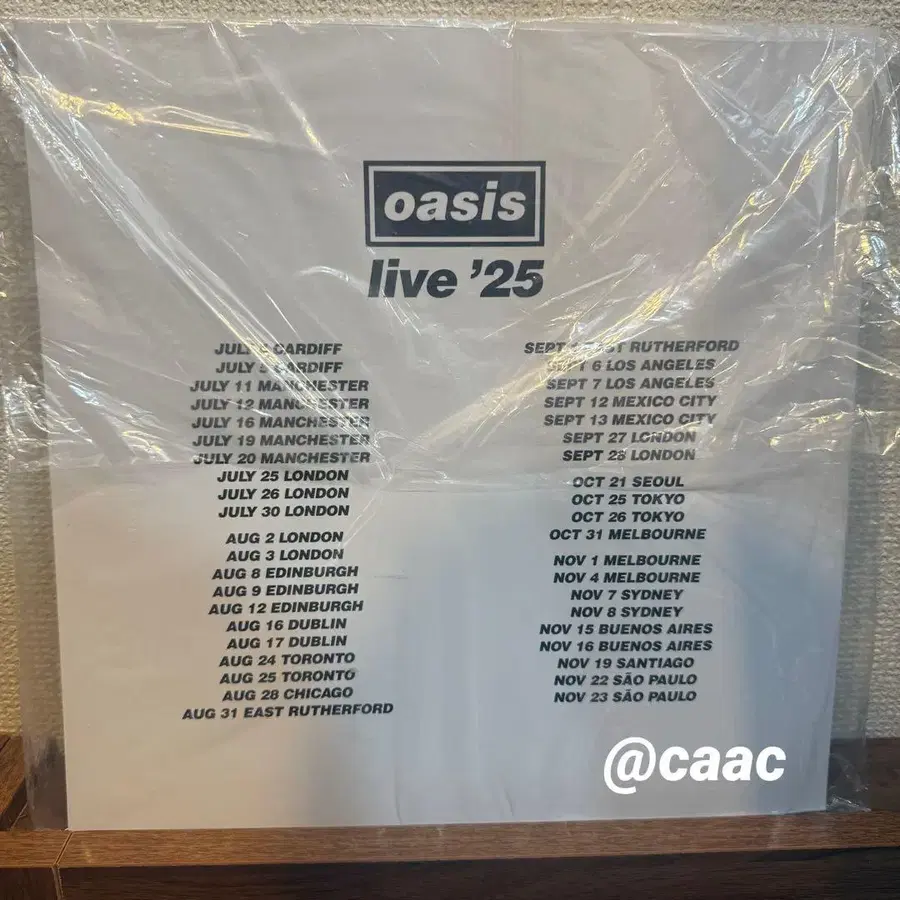 oasis
live '25
JULY CARDIFF
JULY 5 CARDIFF
JULY 11 MANCHESTER
JULY 12 MANCHESTER
JULY 16 MANCHESTER
JULY 19 MANCHESTER
JULY 20 MANCHESTER
JULY 25 LONDON
JULY 26 LONDON
JULY 30 LONDON
AUG 2 LONDON
AUG 3 LONDON
AUG 8 EDINBURGH
AUG 9 EDINBURGH
AUG 12 EDINBURGH
AUG 16 DUBLIN
AUG 17 DUBLIN
AUG 24 TORONTO
AUG 25 TORONTO
AUG 28 CHICAGO
AUG 31 EAST RUTHERFORD
SEPT EAST RUTHERFORD
SEPT 6 LOS ANGELES
SEPT 7 LOS ANGELES
SEPT 12 MEXICO CITY
SEPT 13 MEXICO CITY
SEPT 27 LONDON
SEPT 28 LONDON
OCT 21 SEOUL
OCT 25 TOKYO
OCT 26 TOKYO
OCT 31 MELBOURNE
NOV 1 MELBOURNE
NOV 4 MELBOURNE
NOV 7 SYDNEY
NOV 8 SYDNEY
NOV 15 BUENOS AIRES
NOV 16 BUENOS AIRES
NOV 19 SANTIAGO
NOV 22 SÃO PAULO
NOV 23 SÃO PAULO
@caac